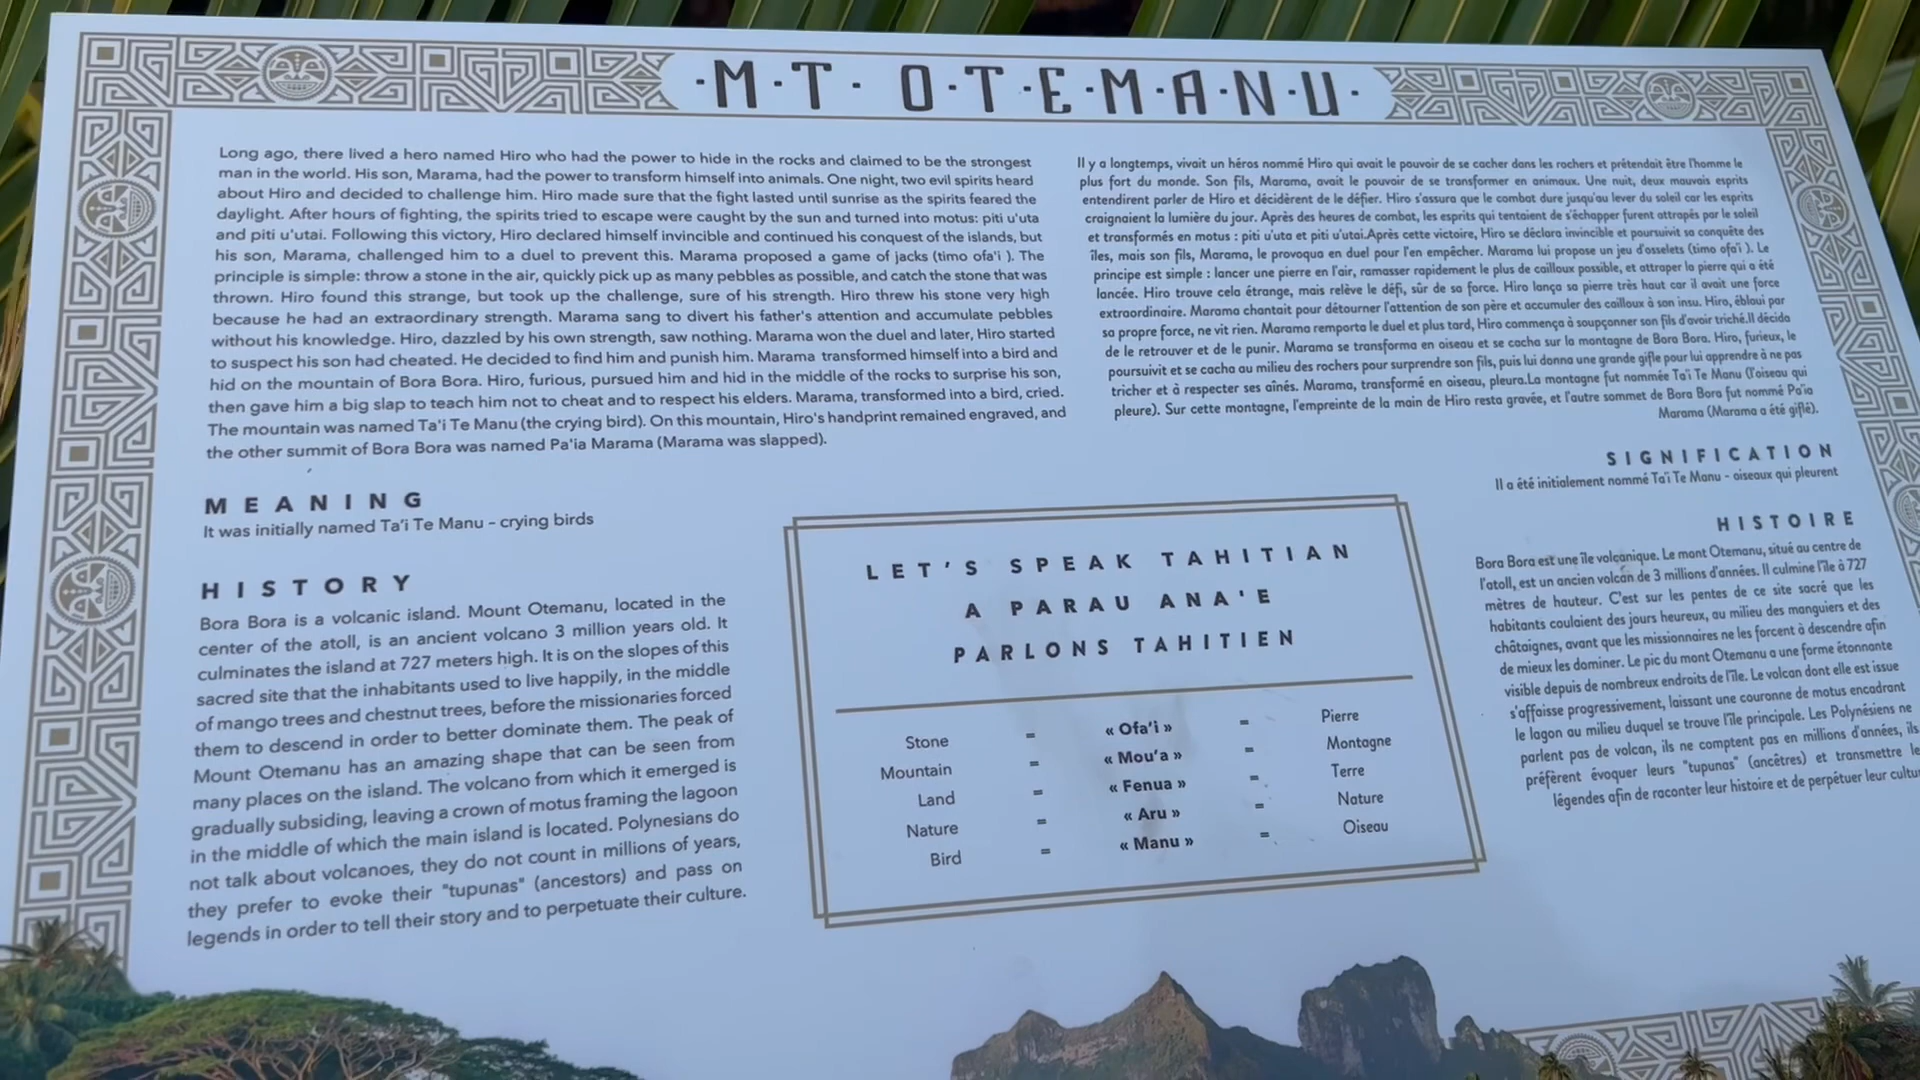 ·M·T· O·T·E·M·A·N·U·
Long ago, there lived a hero named Hiro who had the power to hide in the rocks and claimed to be the strongest
man in the world. His son, Marama, had the power to transform himself into animals. One night, two evil spirits heard
about Hiro and decided to challenge him. Hiro made sure that the fight lasted until sunrise as the spirits feared the
daylight. After hours of fighting, the spirits tried to escape were caught by the sun and turned into motus: piti u'uta
and piti u'utai. Following this victory, Hiro declared himself invincible and continued his conquest of the islands, but
his son, Marama, challenged him to a duel to prevent this. Marama proposed a game of jacks (timo ofa'i ). The
principle is simple: throw a stone in the air, quickly pick up as many pebbles as possible, and catch the stone that was
thrown. Hiro found this strange, but took up the challenge, sure of his strength. Hiro threw his stone very high
because he had an extraordinary strength. Marama sang to divert his father's attention and accumulate pebbles
without his knowledge. Hiro, dazzled by his own strength, saw nothing. Marama won the duel and later, Hiro started
to suspect his son had cheated. He decided to find him and punish him. Marama transformed himself into a bird and
hid on the mountain of Bora Bora. Hiro, furious, pursued him and hid in the middle of the rocks to surprise his son,
then gave him a big slap to teach him not to cheat and to respect his elders. Marama, transformed into a bird, cried.
The mountain was named Ta'i Te Manu (the crying bird). On this mountain, Hiro's handprint remained engraved, and
the other summit of Bora Bora was named Pa'ia Marama (Marama was slapped).
MEANING
It was initially named Ta'i Te Manu - crying birds
HISTORY
Bora Bora is a volcanic island. Mount Otemanu, located in the
center of the atoll, is an ancient volcano 3 million years old. It
culminates the island at 727 meters high. It is on the slopes of this
sacred site that the inhabitants used to live happily, in the middle
of mango trees and chestnut trees, before the missionaries forced
them to descend in order to better dominate them. The peak of
Mount Otemanu has an amazing shape that can be seen from
many places on the island. The volcano from which it emerged is
gradually subsiding, leaving a crown of motus framing the lagoon
in the middle of which the main island is located. Polynesians do
not talk about volcanoes, they do not count in millions of years,
they prefer to evoke their "tupunas" (ancestors) and pass on
legends in order to tell their story and to perpetuate their culture.
LET'S SPEAK TAHITIAN
A PARAU ANA'E
PARLONS TAHITIEN
Stone = « Ofa'i » = Pierre
Mountain = « Mou'a » = Montagne
Land = « Fenua » = Terre
Nature = « Aru » = Nature
Bird = « Manu » = Oiseau
Il y a longtemps, vivait un héros nommé Hiro qui avait le pouvoir de se cacher dans les rochers et prétendait être l'homme le
plus fort du monde. Son fils, Marama, avait le pouvoir de se transformer en animaux. Une nuit, deux mauvais esprits
entendirent parler de Hiro et décidèrent de le défier. Hiro s'assura que le combat dure jusqu'au lever du soleil car les esprits
craignaient la lumière du jour. Après des heures de combat, les esprits qui tentaient de s'échapper furent attrapés par le soleil
et transformés en motus : piti u'uta et piti u'utai.Après cette victoire, Hiro se déclara invincible et poursuivit sa conquête des
îles, mais son fils, Marama, le provoqua en duel pour l'en empêcher. Marama lui propose un jeu d'osselets (timo ofa'i ). Le
principe est simple : lancer une pierre en l'air, ramasser rapidement le plus de cailloux possible, et attraper la pierre qui a été
lancée. Hiro trouve cela étrange, mais relève le défi, sûr de sa force. Hiro lança sa pierre très haut car il avait une force
extraordinaire. Marama chantait pour détourner l'attention de son père et accumuler des cailloux à son insu. Hiro, ébloui par
sa propre force, ne vit rien. Marama remporta le duel et plus tard, Hiro commença à soupçonner son fils d'avoir triché.Il décida
de le retrouver et de le punir. Marama se transforma en oiseau et se cacha sur la montagne de Bora Bora. Hiro, furieux, le
poursuivit et se cacha au milieu des rochers pour surprendre son fils, puis lui donna une grande gifle pour lui apprendre à ne pas
tricher et à respecter ses aînés. Marama, transformé en oiseau, pleura.La montagne fut nommée Ta'i Te Manu (l'oiseau qui
pleure). Sur cette montagne, l'empreinte de la main de Hiro resta gravée, et l'autre sommet de Bora Bora fut nommé Pa'ia
Marama (Marama a été giflé).
SIGNIFICATION
Il a été initialement nommé Ta'i Te Manu - oiseaux qui pleurent
HISTOIRE
Bora Bora est une île volcanique. Le mont Otemanu, situé au centre de
l'atoll, est un ancien volcan de 3 millions d'années. Il culmine l'île à 727
mètres de hauteur. C'est sur les pentes de ce site sacré que les
habitants coulaient des jours heureux, au milieu des manguiers et des
châtaignes, avant que les missionnaires ne les forcent à descendre afin
de mieux les dominer. Le pic du mont Otemanu a une forme étonnante
visible depuis de nombreux endroits de l'île. Le volcan dont elle est issue
s'affaisse progressivement, laissant une couronne de motus encadrant
le lagon au milieu duquel se trouve l'île principale. Les Polynésiens ne
parlent pas de volcan, ils ne comptent pas en millions d'années, ils
préfèrent évoquer leurs "tupunas" (ancêtres) et transmettre
légendes afin de raconter leur histoire et de perpétuer leur